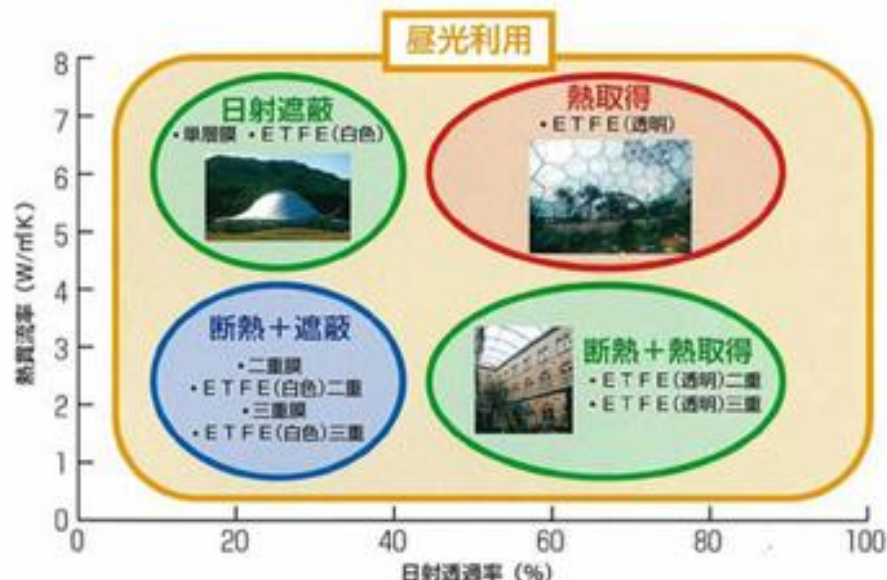 昼光利用
8
7
6
5
4
3
2
1
0
熱貫流率 (W/㎡K)
日射遮蔽
・単層膜 ・ＥＴＦＥ(白色)
熱取得
・ＥＴＦＥ(透明)
断熱＋遮蔽
・二重膜
・ＥＴＦＥ(白色)二重
・三重膜
・ＥＴＦＥ(白色)三重
断熱＋熱取得
・ＥＴＦＥ(透明)二重
・ＥＴＦＥ(透明)三重
0 20 40 60 80 100
日射透過率 (％)